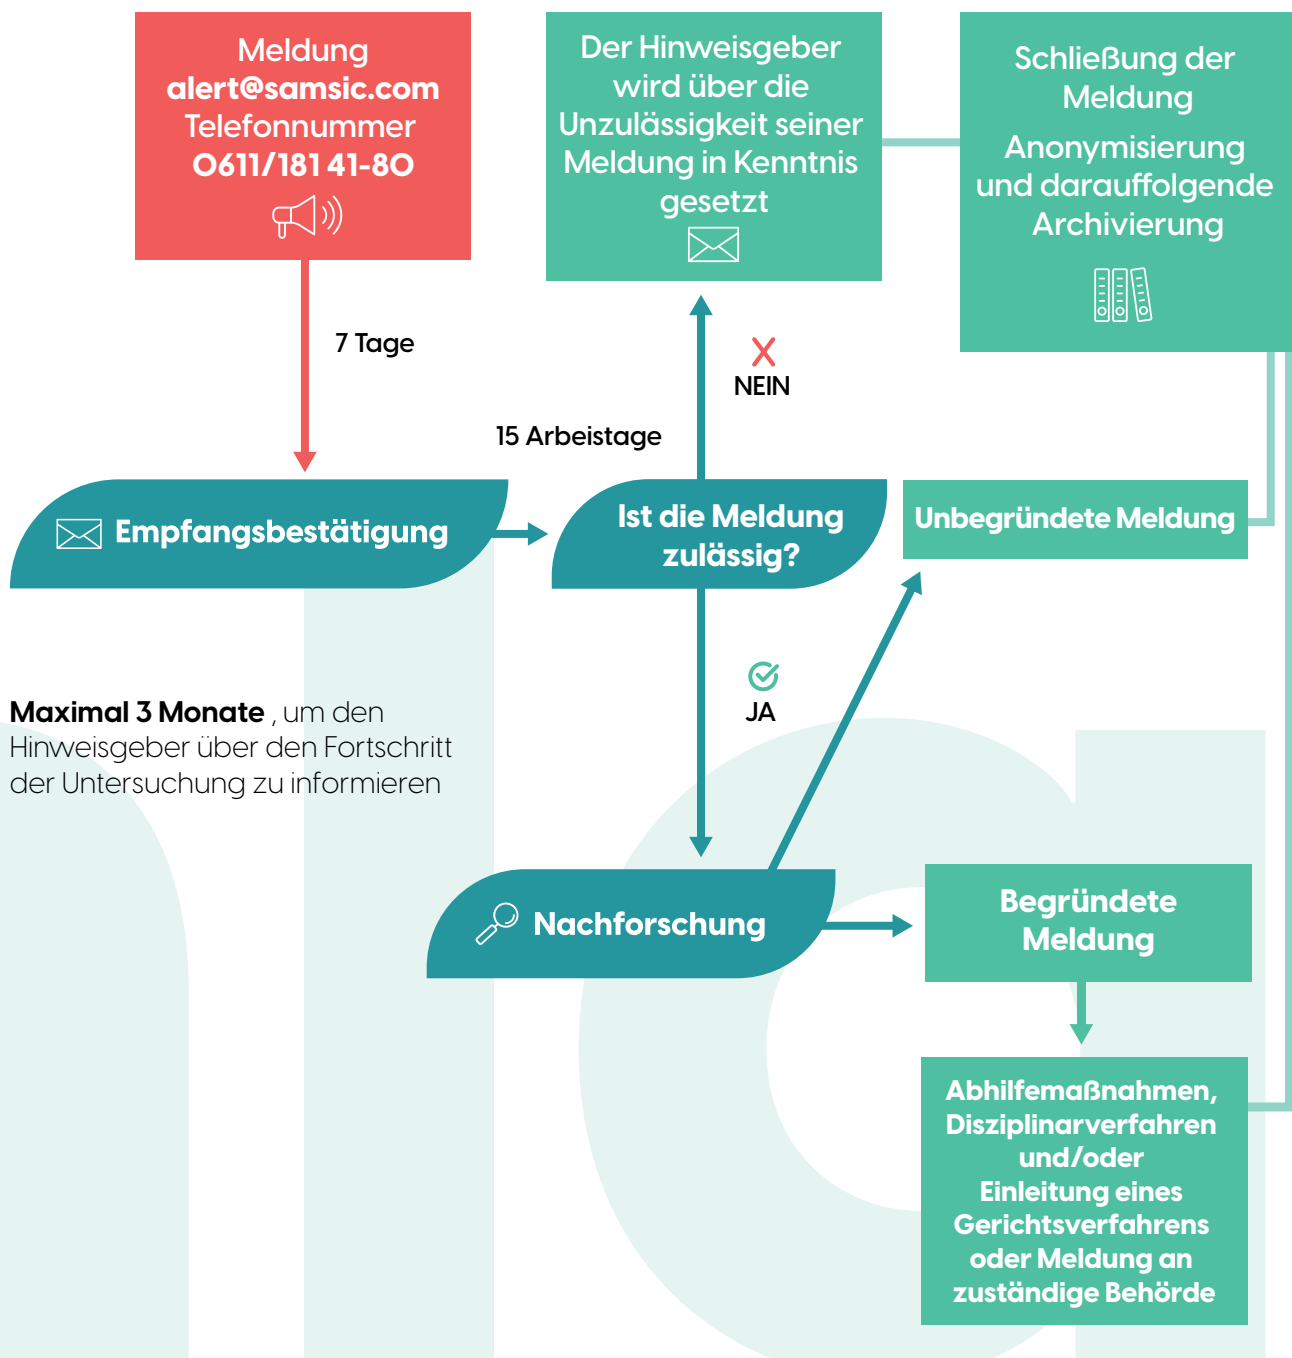 Meldung
alert@samsic.com
Telefonnummer
0611/181 41-80
Der Hinweisgeber
wird über die
Unzulässigkeit seiner
Meldung in Kenntnis
gesetzt
Schließung der
Meldung
Anonymisierung
und darauffolgende
Archivierung
7 Tage
NEIN
15 Arbeistage
Empfangsbestätigung
Ist die Meldung
zulässig?
Unbegründete Meldung
JA
Maximal 3 Monate , um den
Hinweisgeber über den Fortschritt
der Untersuchung zu informieren
Nachforschung
Begründete
Meldung
Abhilfemaßnahmen,
Disziplinarverfahren
und/oder
Einleitung eines
Gerichtsverfahrens
oder Meldung an
zuständige Behörde